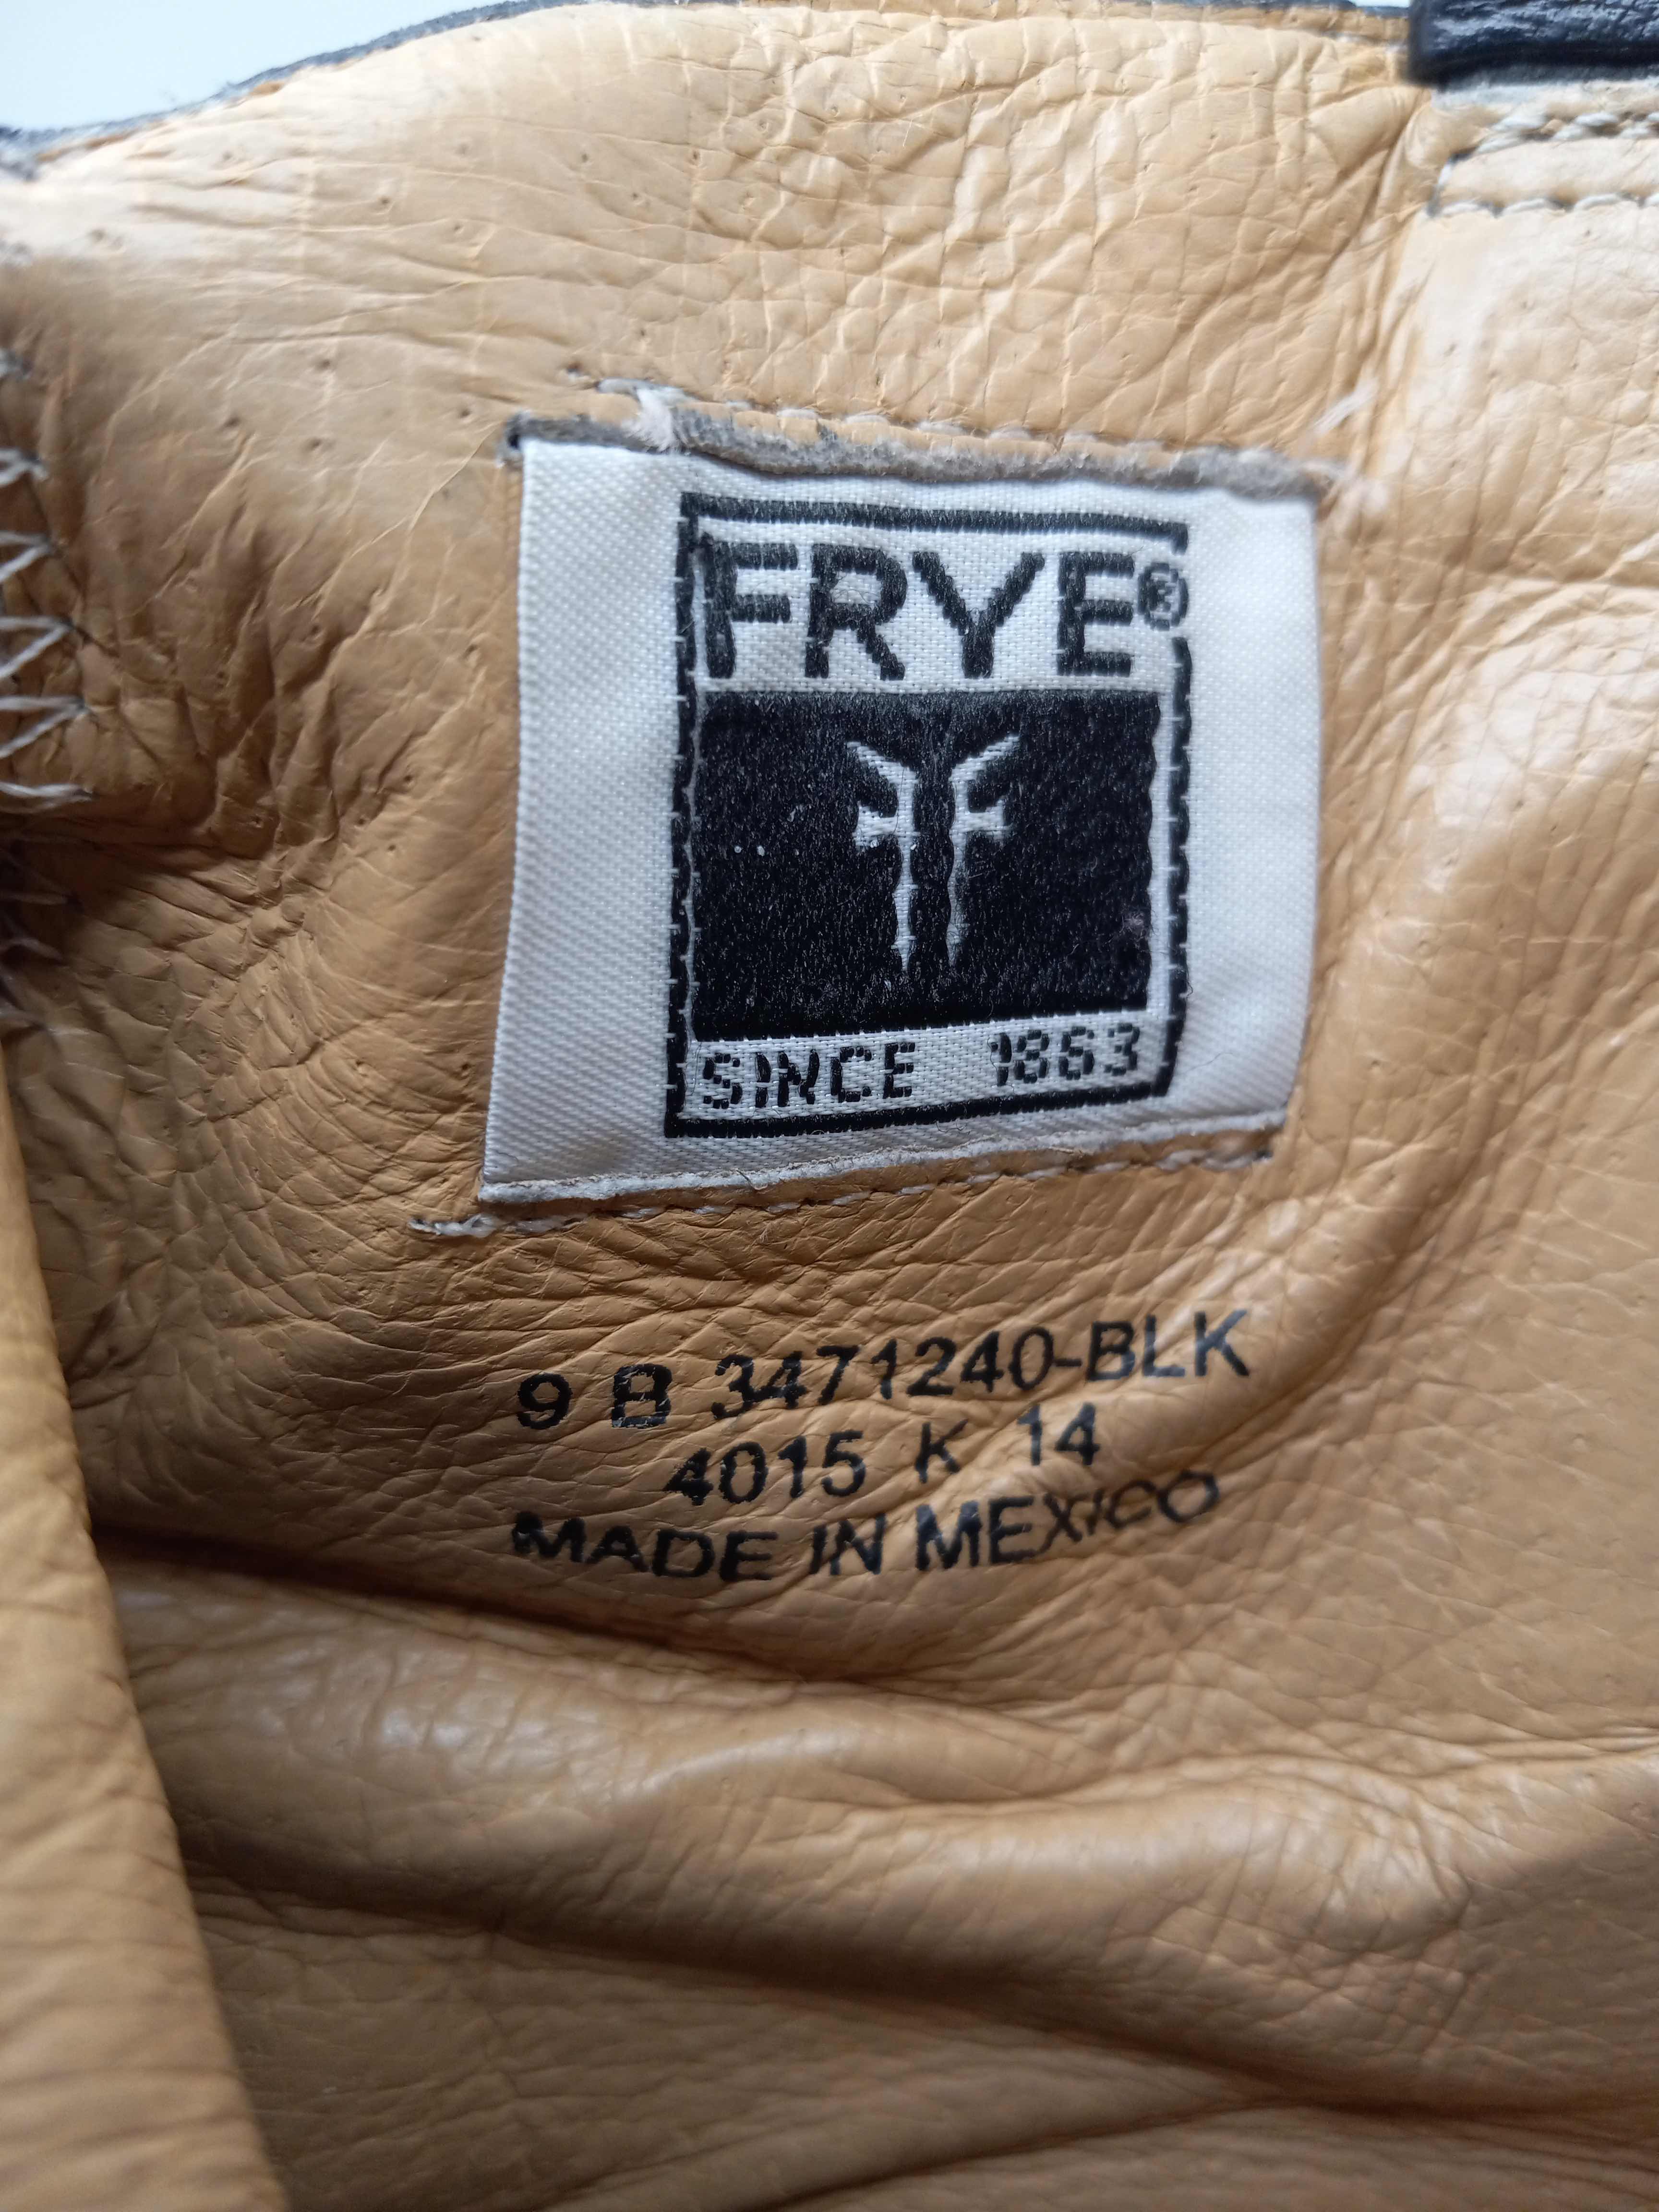 FRYE®
SINCE 1863
9 B 3471240-BLK
4015 K 14
MADE IN MEXICO